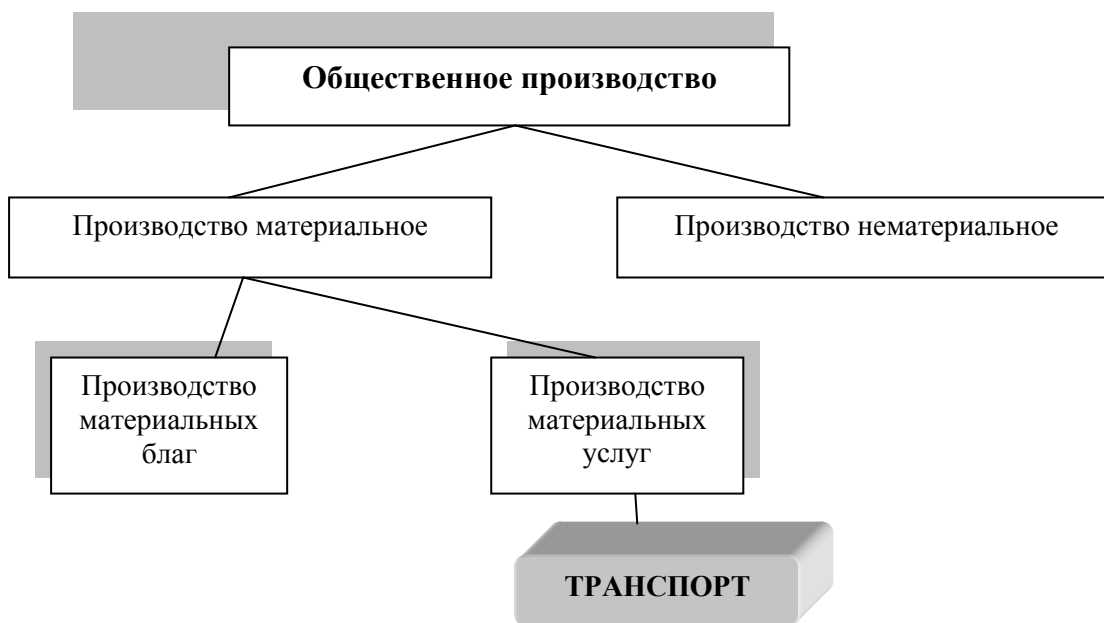 Общественное производство
Производство материальное
Производство нематериальное
Производство
материальных
благ
Производство
материальных
услуг
ТРАНСПОРТ